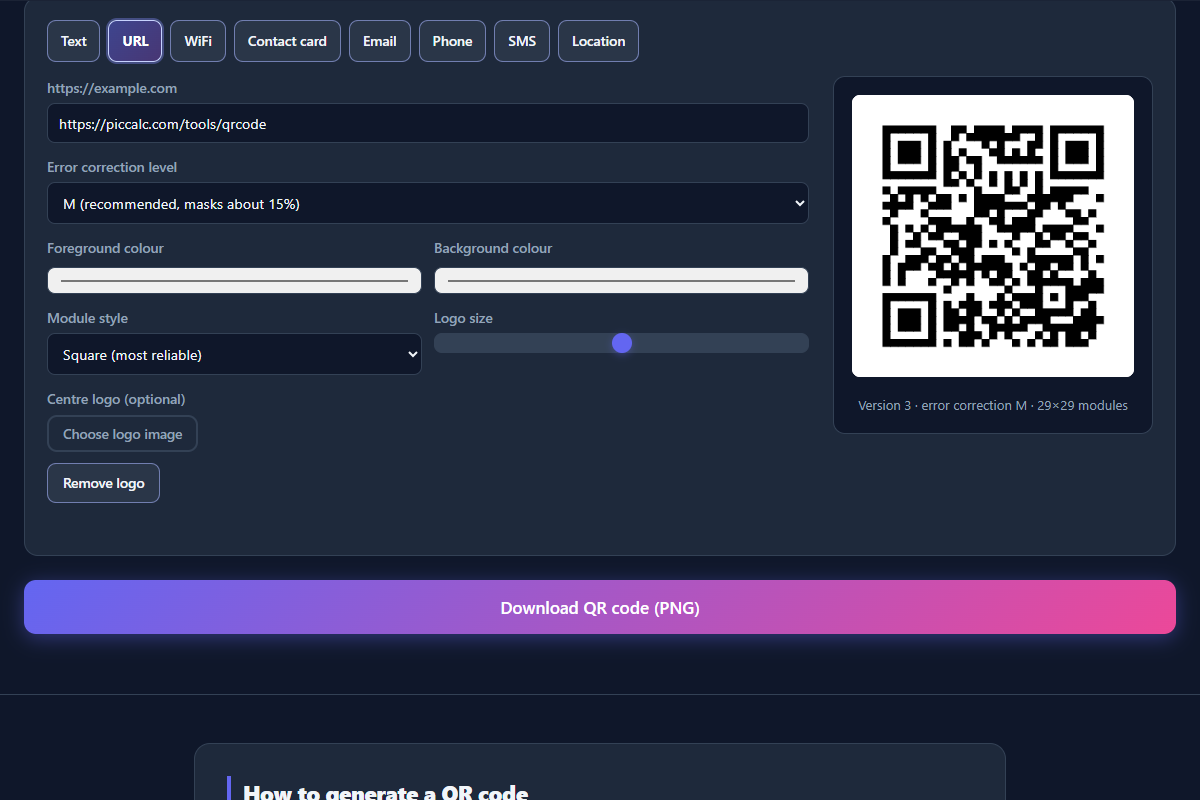 Text URL WiFi Contact card Email Phone SMS Location
https://example.com
https://piccalc.com/tools/qrcode
Error correction level
M (recommended, masks about 15%)
Foreground colour Background colour
Module style Logo size
Square (most reliable)
Centre logo (optional)
Choose logo image
Remove logo
Version 3 · error correction M · 29×29 modules
Download QR code (PNG)
How to generate a QR code